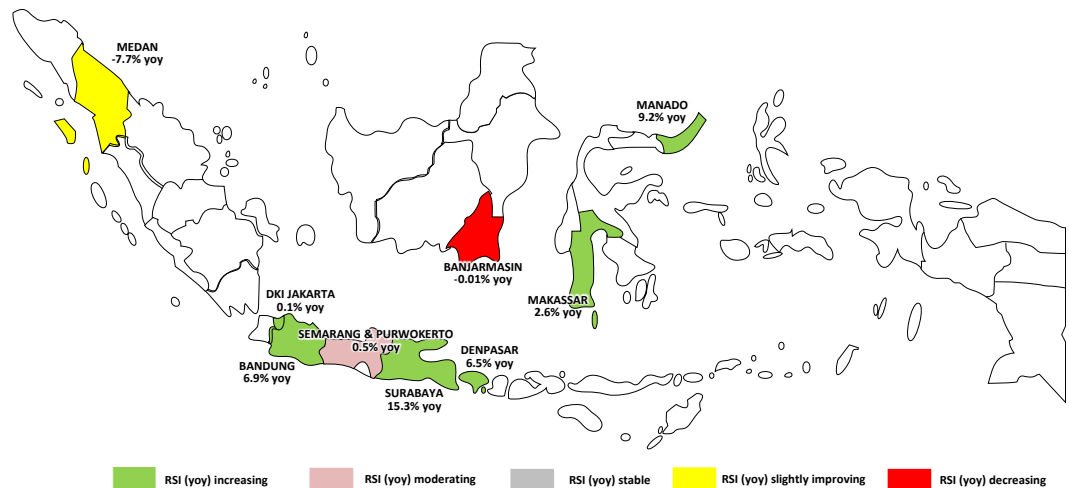 MEDAN
-7.7% yoy
MANADO
9.2% yoy
BANJARMASIN
-0.01% yoy
MAKASSAR
2.6% yoy
DKI JAKARTA
0.1% yoy
SEMARANG & PURWOKERTO
0.5% yoy
DENPASAR
6.5% yoy
BANDUNG
6.9% yoy
SURABAYA
15.3% yoy
RSI (yoy) increasing
RSI (yoy) moderating
RSI (yoy) stable
RSI (yoy) slightly improving
RSI (yoy) decreasing